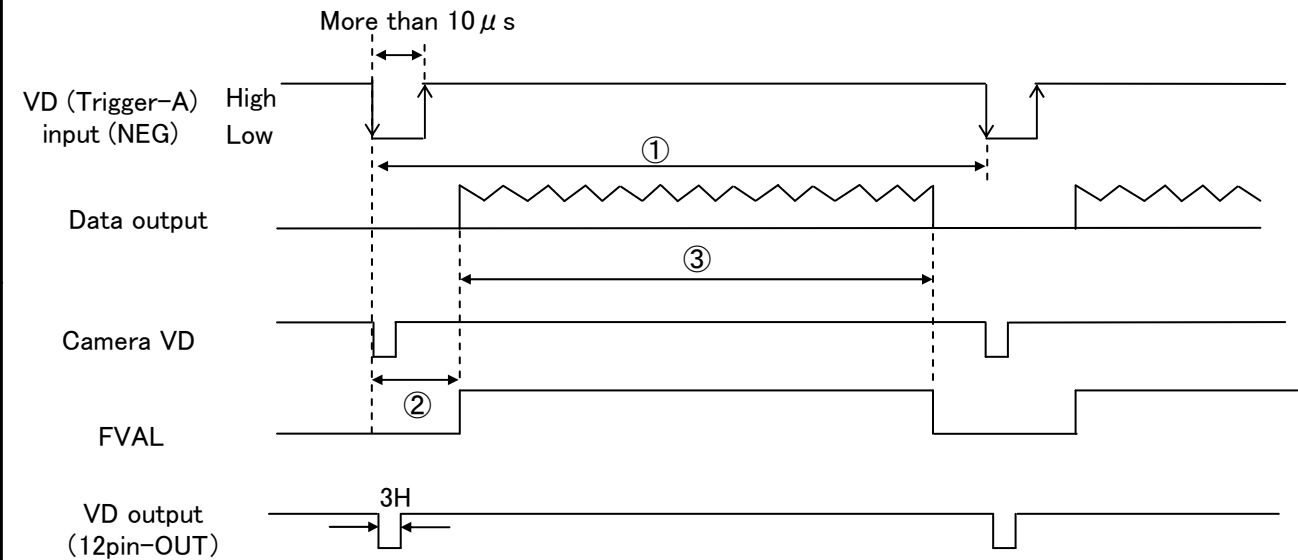 More than 10μs
VD (Trigger-A)
input (NEG)
High
Low
①
Data output
③
Camera VD
②
FVAL
3H
VD output
(12pin-OUT)